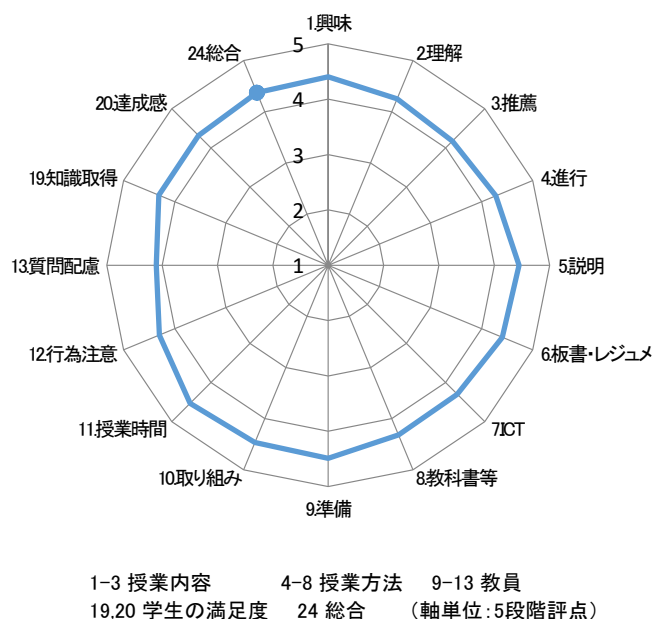 1.興味
2.理解
3.推薦
4.進行
5.説明
6.板書・レジュメ
7.ICT
8.教科書等
9.準備
10.取り組み
11.授業時間
12.行為注意
13.質問配慮
19.知識取得
20.達成感
24.総合
5
4
3
2
1
1-3 授業内容 4-8 授業方法 9-13 教員
19,20 学生の満足度 24 総合 (軸単位:5段階評点)